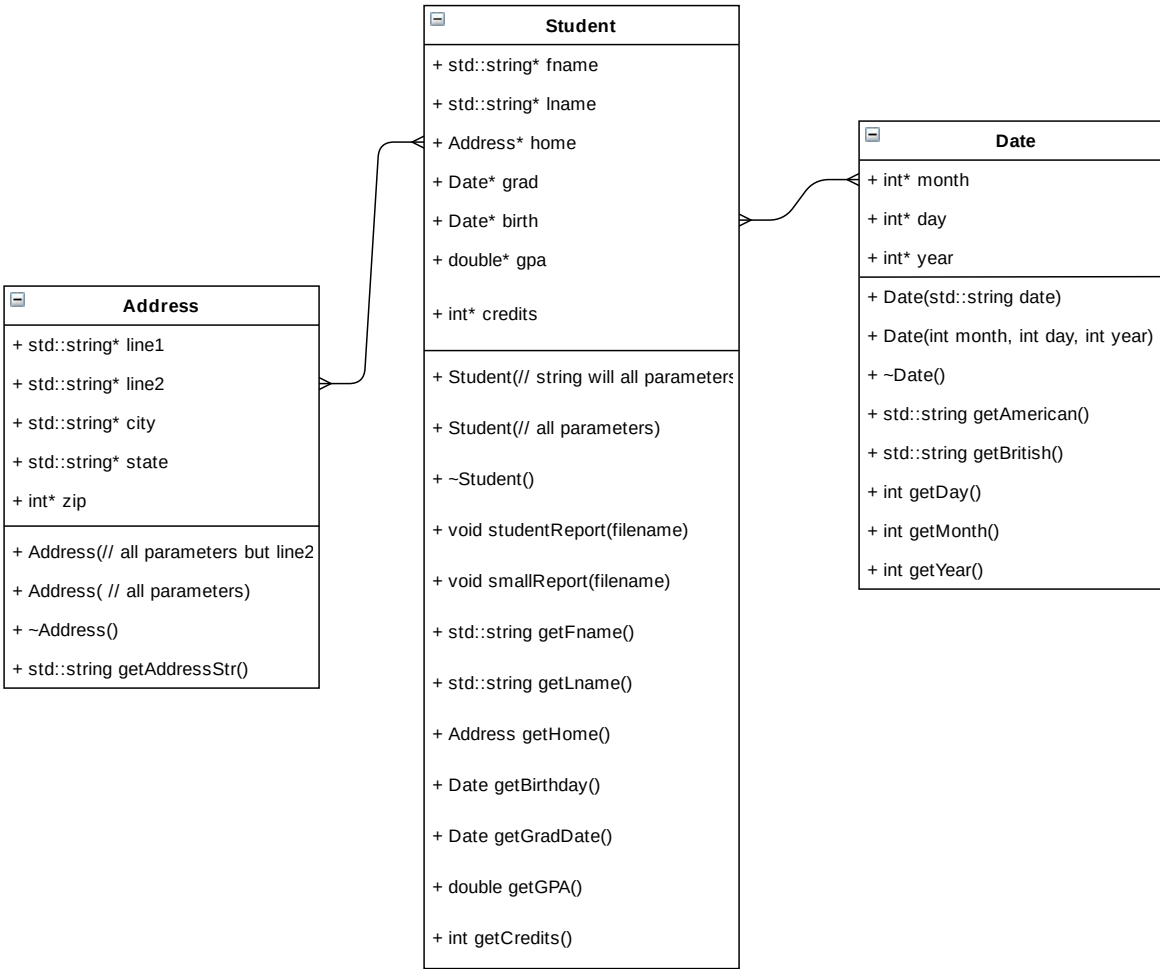 Student
+ std::string* fname
+ std::string* lname
+ Address* home
+ Date* grad
+ Date* birth
+ double* gpa
+ int* credits
+ Student(// string will all parameters
+ Student(// all parameters)
+ ~Student()
+ void studentReport(filename)
+ void smallReport(filename)
+ std::string getFname()
+ std::string getLname()
+ Address getHome()
+ Date getBirthday()
+ Date getGradDate()
+ double getGPA()
+ int getCredits()
Address
+ std::string* line1
+ std::string* line2
+ std::string* city
+ std::string* state
+ int* zip
+ Address(// all parameters but line2
+ Address( // all parameters)
+ ~Address()
+ std::string getAddressStr()
Date
+ int* month
+ int* day
+ int* year
+ Date(std::string date)
+ Date(int month, int day, int year)
+ ~Date()
+ std::string getAmerican()
+ std::string getBritish()
+ int getDay()
+ int getMonth()
+ int getYear()